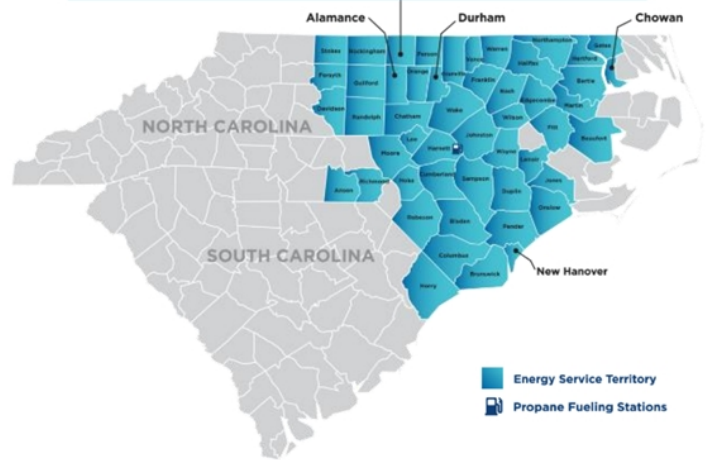 Alamance
Durham
Chowan
Stokes
Rockingham
Person
Warren
Northampton
Gates
Hertford
Halifax
Forsyth
Guilford
Orange
Granville
Vance
Franklin
Bertie
Nash
Edgecombe
Martin
Davidson
Randolph
Chatham
Wake
Wilson
Pitt
Beaufort
NORTH CAROLINA
Lee
Johnston
Moore
Harnett
Wayne
Lenoir
Anson
Richmond
Hoke
Cumberland
Sampson
Duplin
Jones
Onslow
Robeson
Bladen
Pender
SOUTH CAROLINA
Columbus
Brunswick
New Hanover
Horry
Energy Service Territory
Propane Fueling Stations